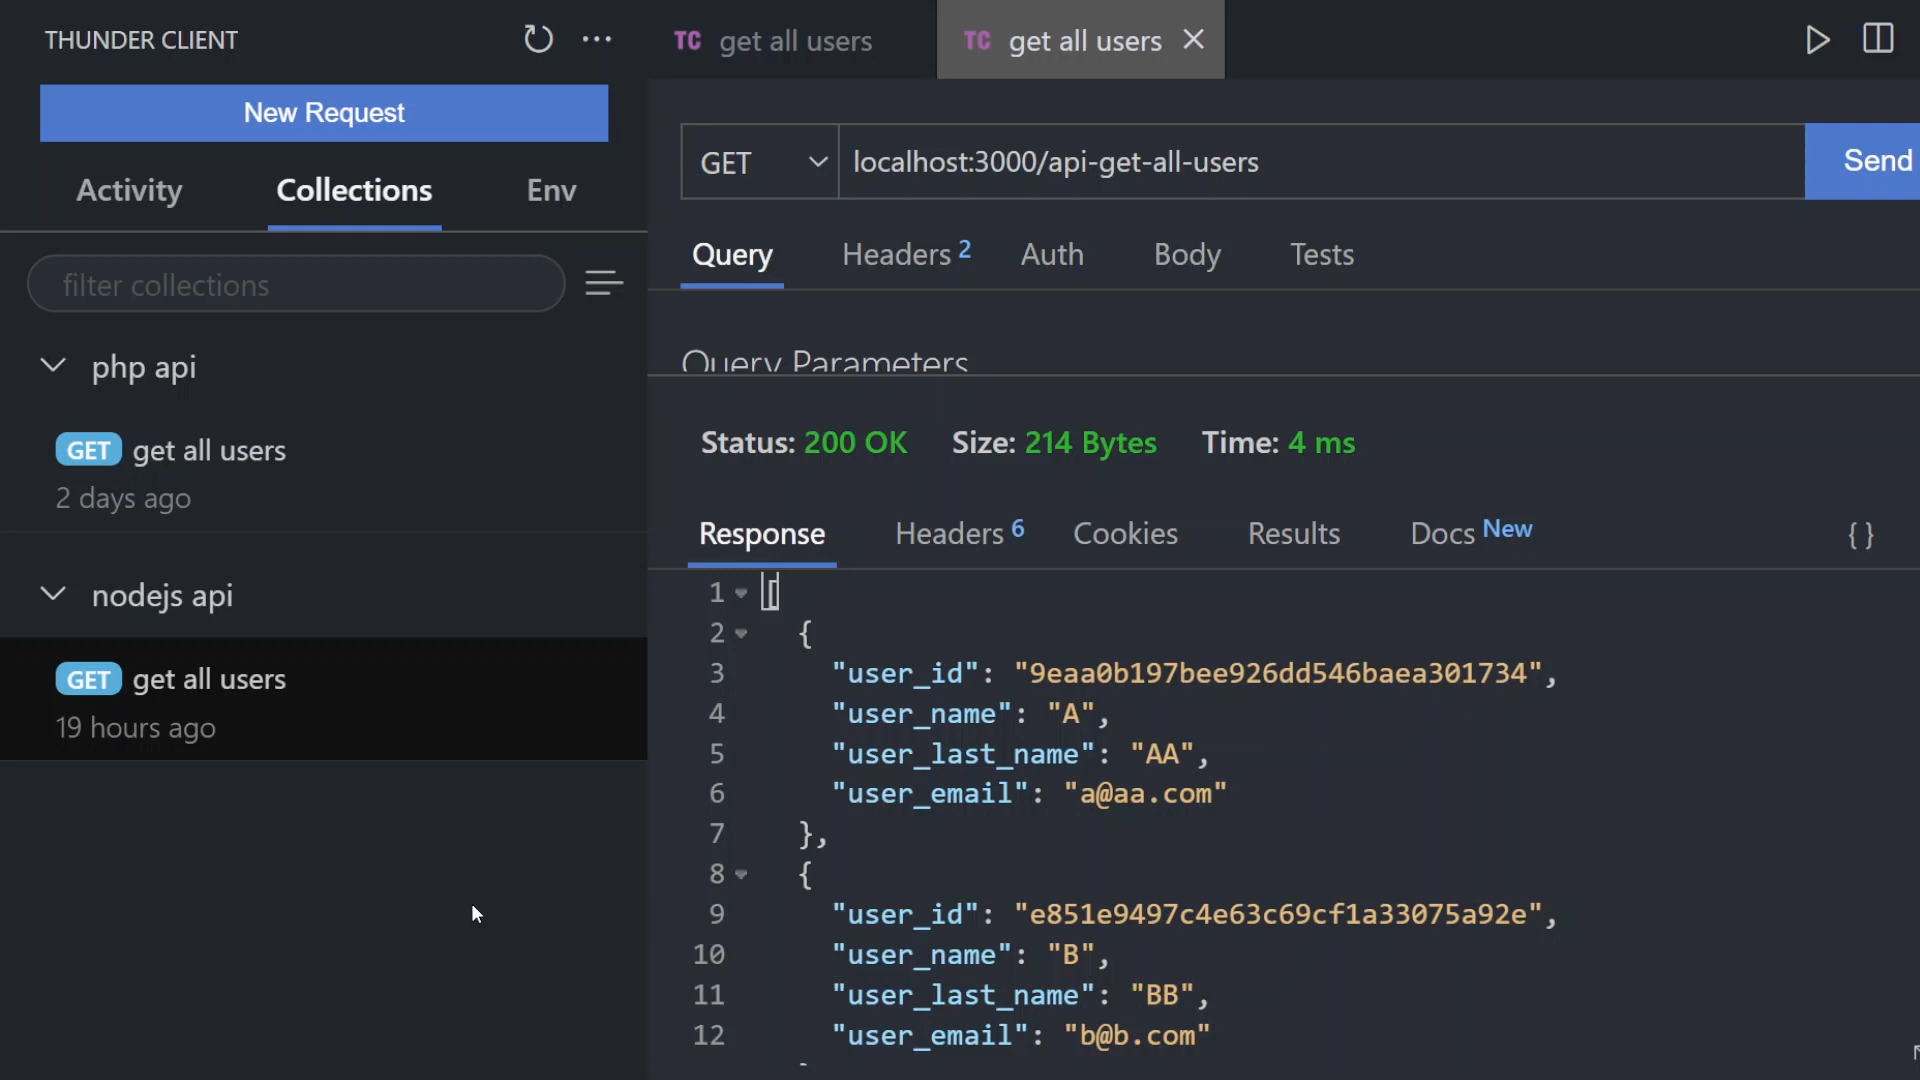 THUNDER CLIENT
New Request
Activity Collections Env
filter collections
php api
GET get all users
2 days ago
nodejs api
GET get all users
19 hours ago
TC get all users
TC get all users
GET localhost:3000/api-get-all-users Send
Query Headers 2 Auth Body Tests
Query Parameters
Status: 200 OK Size: 214 Bytes Time: 4 ms
Response Headers 6 Cookies Results Docs New {}
1 [
2 {
3 "user_id": "9eaa0b197bee926dd546baea301734",
4 "user_name": "A",
5 "user_last_name": "AA",
6 "user_email": "a@aa.com"
7 },
8 {
9 "user_id": "e851e9497c4e63c69cf1a33075a92e",
10 "user_name": "B",
11 "user_last_name": "BB",
12 "user_email": "b@b.com"